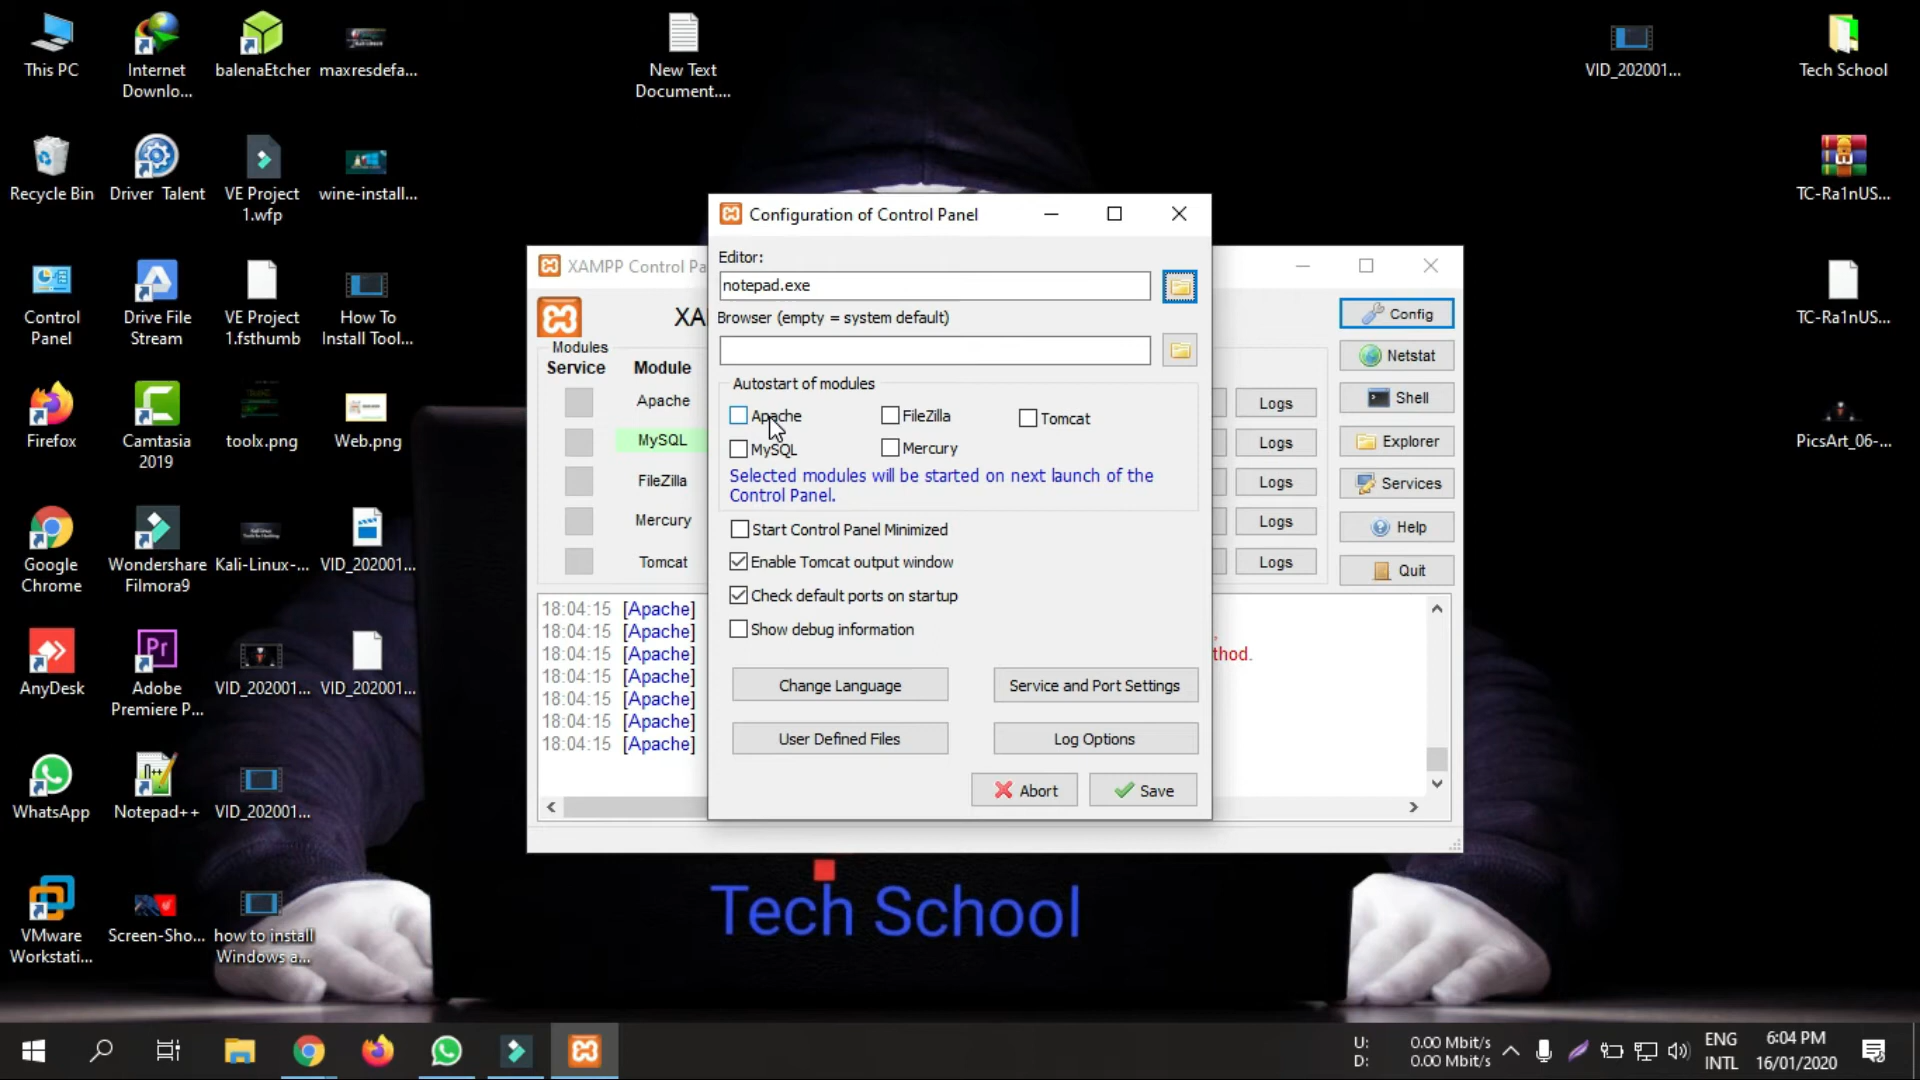 This PC
Internet
Downlo...
balenaEtcher
maxresdefa...
New Text
Document....
VID_202001...
Tech School
Recycle Bin
Driver Talent
VE Project
1.wfp
wine-install...
TC-Ra1nUS...
Control
Panel
Drive File
Stream
VE Project
1.fsthumb
How To
Install Tool...
TC-Ra1nUS...
Firefox
Camtasia
2019
toolx.png
Web.png
PicsArt_06-...
Google
Chrome
Wondershare
Filmora9
Kali-Linux-...
VID_202001...
AnyDesk
Adobe
Premiere P...
VID_202001...
VID_202001...
WhatsApp
Notepad++
VID_202001...
VMware
Workstati...
Screen-Sho...
how to install
Windows a...
XAMPP Control Pa
XA
Modules
Service
Module
Apache
MySQL
FileZilla
Mercury
Tomcat
Logs
Logs
Logs
Logs
Logs
Config
Netstat
Shell
Explorer
Services
Help
Quit
18:04:15 [Apache]
18:04:15 [Apache]
18:04:15 [Apache] thod.
18:04:15 [Apache]
18:04:15 [Apache]
18:04:15 [Apache]
18:04:15 [Apache]
Configuration of Control Panel
Editor:
notepad.exe
Browser (empty = system default)
Autostart of modules
Apache
FileZilla
Tomcat
MySQL
Mercury
Selected modules will be started on next launch of the
Control Panel.
Start Control Panel Minimized
Enable Tomcat output window
Check default ports on startup
Show debug information
Change Language
Service and Port Settings
User Defined Files
Log Options
Abort
Save
Tech School
U: 0.00 Mbit/s
D: 0.00 Mbit/s
ENG
INTL
6:04 PM
16/01/2020